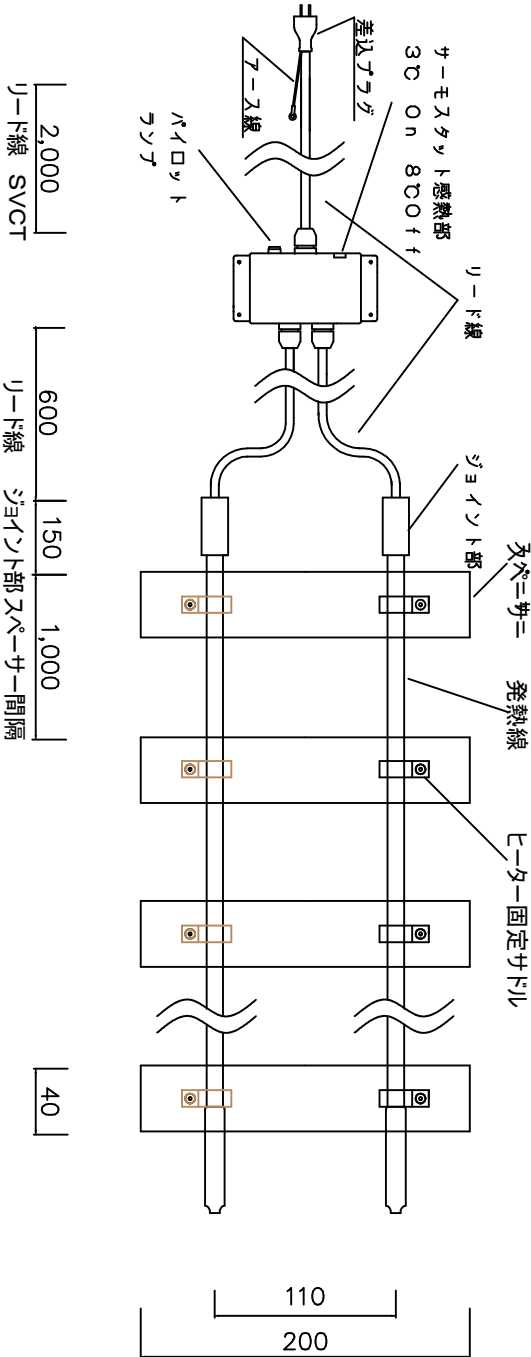 差込プラグ
アース線
サーモスタット感熱部
3℃ On 8℃Off
パイロット
ランプ
リード線
ジョイント部
スペーサー
発熱線
ヒーター固定サドル
2,000
リード線 SVCT
600
リード線
150
ジョイント部
1,000
スペーサー間隔
40
110
200